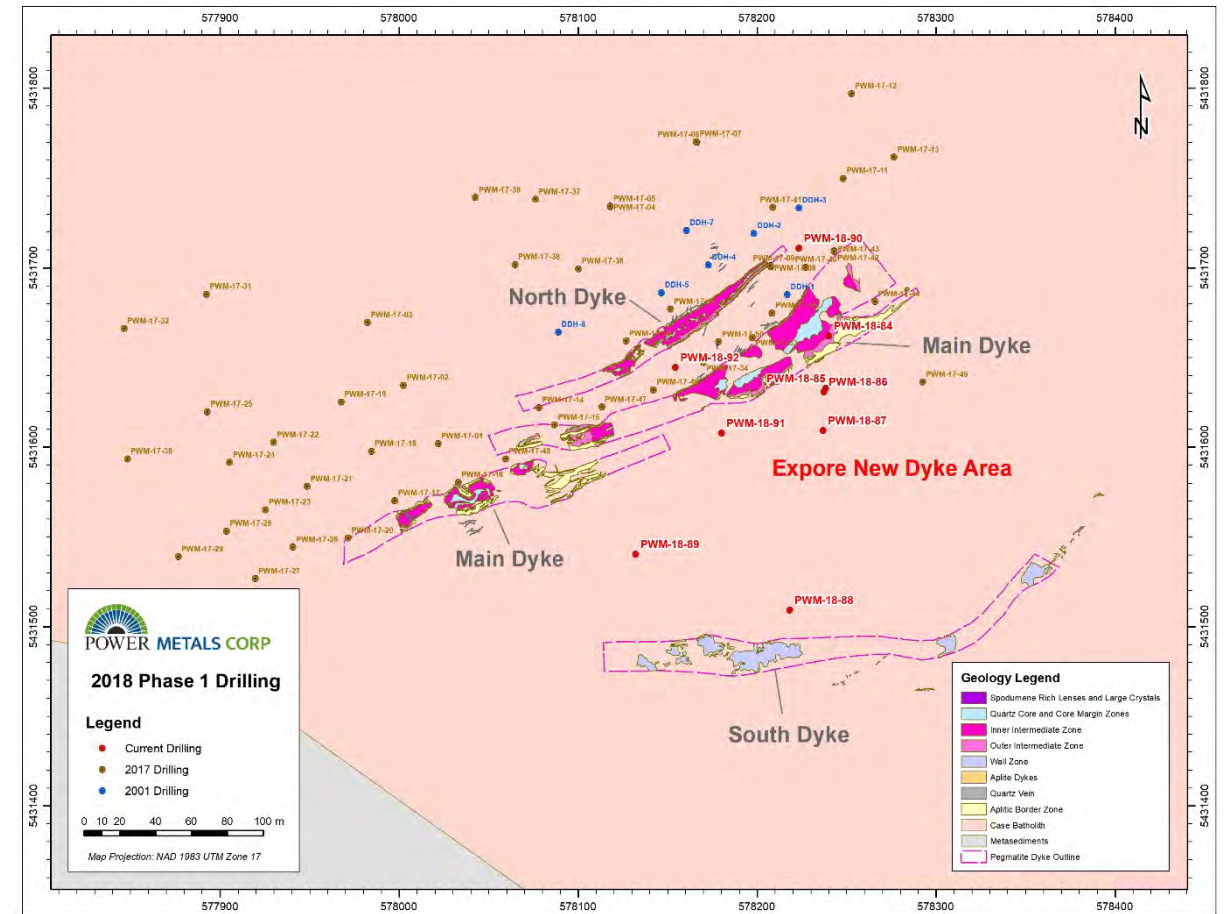 577900 578000 578100 578200 578300 578400
5431800
5431700
5431600
5431500
5431400
5431800
5431700
5431600
5431500
5431400
N
PWM-17-12
PWM-17-07
PWM-17-13
PWM-17-11
PWM-17-39
PWM-17-37
PWM-17-05
PWM-17-04
PWM-17-41
DDH-3
DDH-7
DDH-2
PWM-18-90
PWM-17-43
PWM-17-38
PWM-17-36
DDH-4
PWM-17-31
DDH-5
DDH-1
North Dyke
PWM-17-32
PWM-17-03
DDH-6
PWM-18-84
Main Dyke
PWM-18-92
PWM-17-34
PWM-17-02
PWM-18-85
PWM-18-86
PWM-17-49
PWM-17-25
PWM-17-19
PWM-17-14
PWM-17-47
PWM-17-15
PWM-18-91
PWM-18-87
PWM-17-22
PWM-17-01
PWM-17-18
PWM-17-24
PWM-17-48
Expore New Dyke Area
PWM-17-21
PWM-17-16
PWM-17-17
PWM-17-23
PWM-17-28
PWM-17-20
PWM-17-26
PWM-17-29
Main Dyke
PWM-18-89
PWM-17-27
PWM-18-88
South Dyke
POWER METALS CORP
2018 Phase 1 Drilling
Legend
Current Drilling
2017 Drilling
2001 Drilling
0 10 20 40 60 80 100 m
Map Projection: NAD 1983 UTM Zone 17
Geology Legend
Spodumene Rich Lenses and Large Crystals
Quartz Core and Core Margin Zones
Inner Intermediate Zone
Outer Intermediate Zone
Wall Zone
Aplite Dykes
Quartz Vein
Aplitic Border Zone
Case Batholith
Metasediments
Pegmatite Dyke Outline
577900 578000 578100 578200 578300 578400